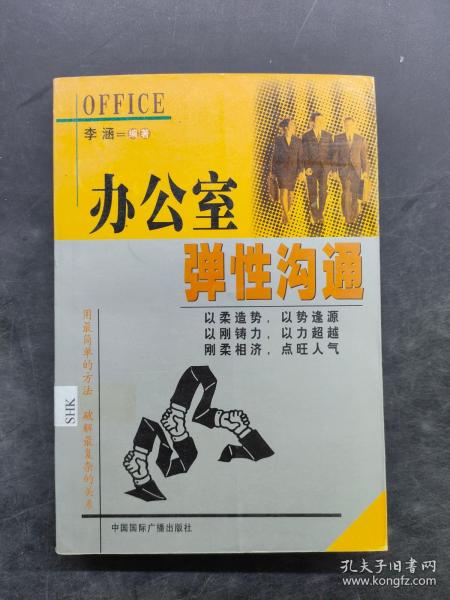 OFFICE
李涵=编著
办公室
弹性沟通
以柔造势，以势逢源
以刚铸力，以力超越
刚柔相济，点旺人气
用最简单的方法 破解最复杂的关系
SHK
中国国际广播出版社
孔夫子旧书网
www.kongfz.com